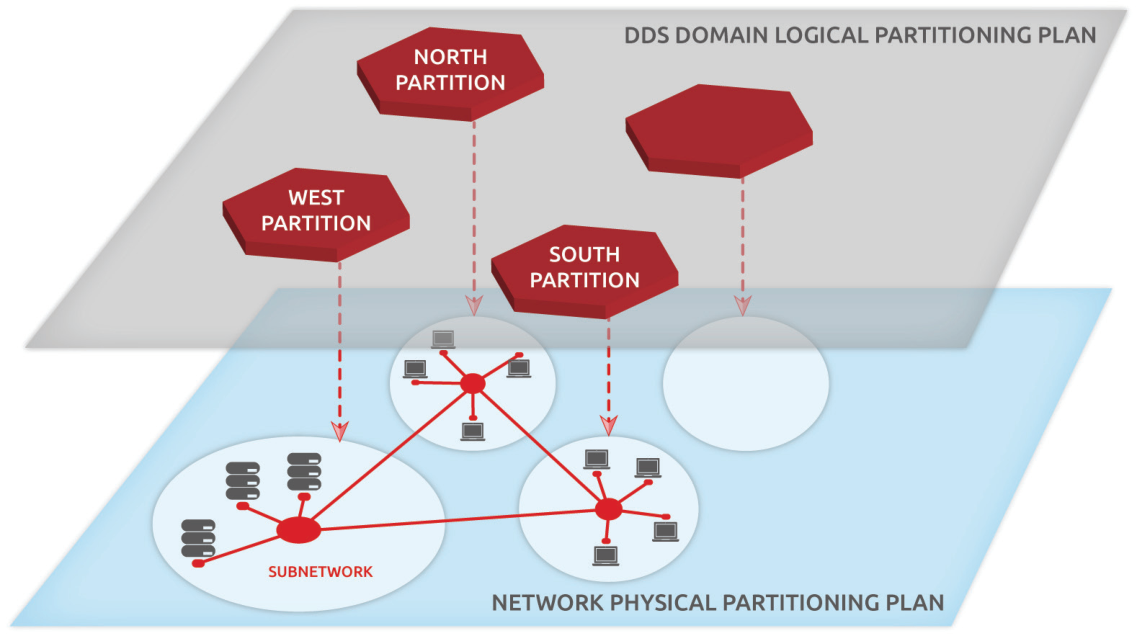 DDS DOMAIN LOGICAL PARTITIONING PLAN
NORTH
PARTITION
WEST
PARTITION
SOUTH
PARTITION
SUBNETWORK
NETWORK PHYSICAL PARTITIONING PLAN